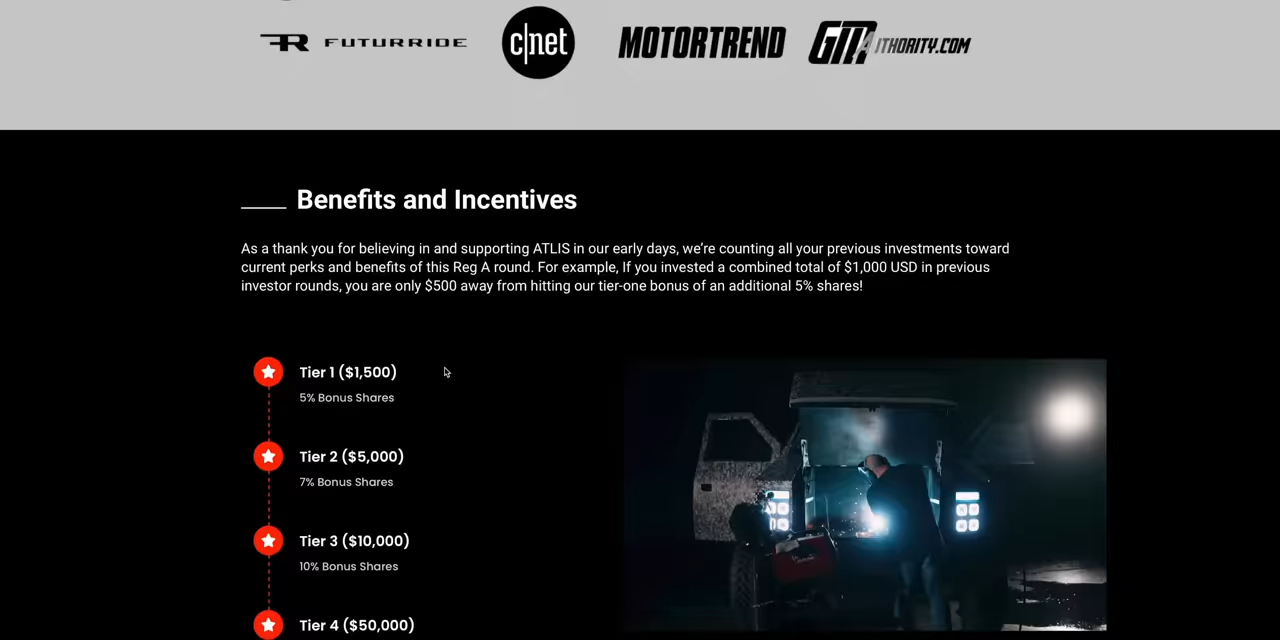 FUTURRIDE
c|net
MOTORTREND
Benefits and Incentives
As a thank you for believing in and supporting ATLIS in our early days, we're counting all your previous investments toward
current perks and benefits of this Reg A round. For example, If you invested a combined total of $1,000 USD in previous
investor rounds, you are only $500 away from hitting our tier-one bonus of an additional 5% shares!
Tier 1 ($1,500)
5% Bonus Shares
Tier 2 ($5,000)
7% Bonus Shares
Tier 3 ($10,000)
10% Bonus Shares
Tier 4 ($50,000)